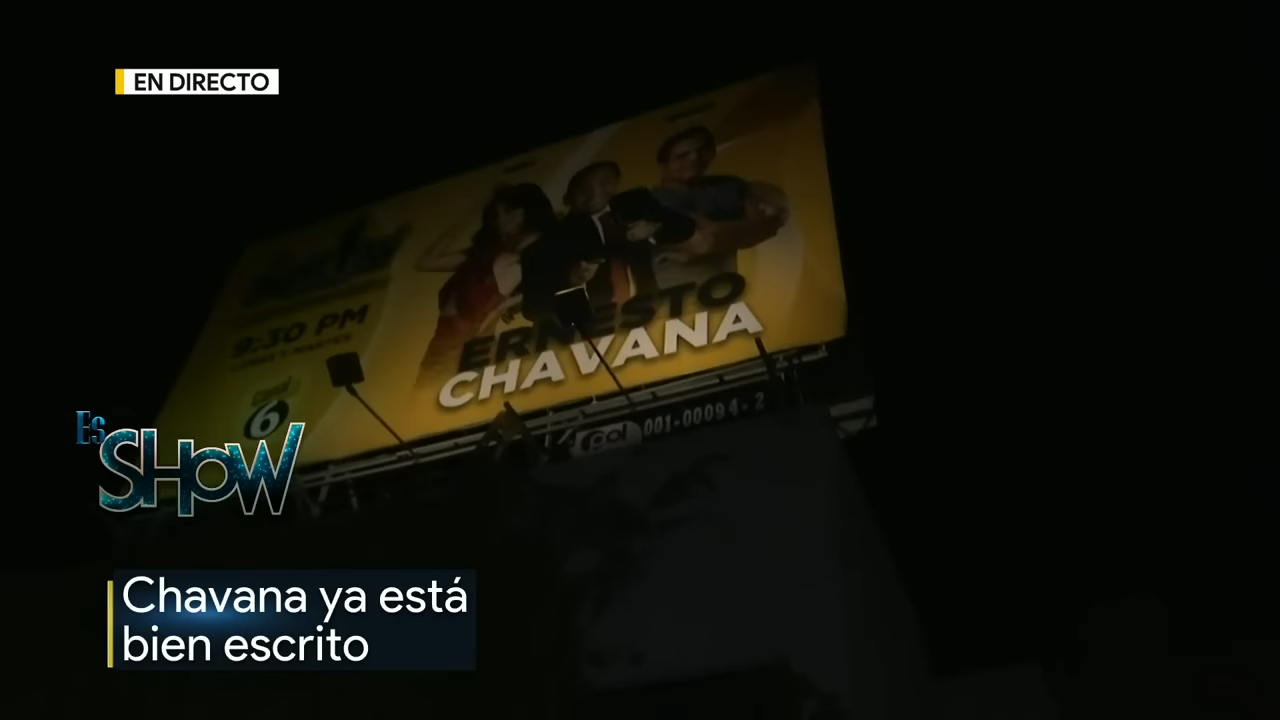 EN DIRECTO
9:30 PM
6
ERNESTO
CHAVANA
001-00094-2
Es
SHOW
Chavana ya está
bien escrito